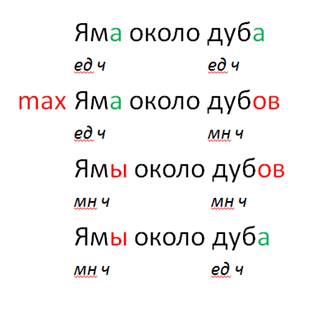 Яма около дуба
ед ч ед ч
max Яма около дубов
ед ч мн ч
Ямы около дубов
мн ч мн ч
Ямы около дуба
мн ч ед ч